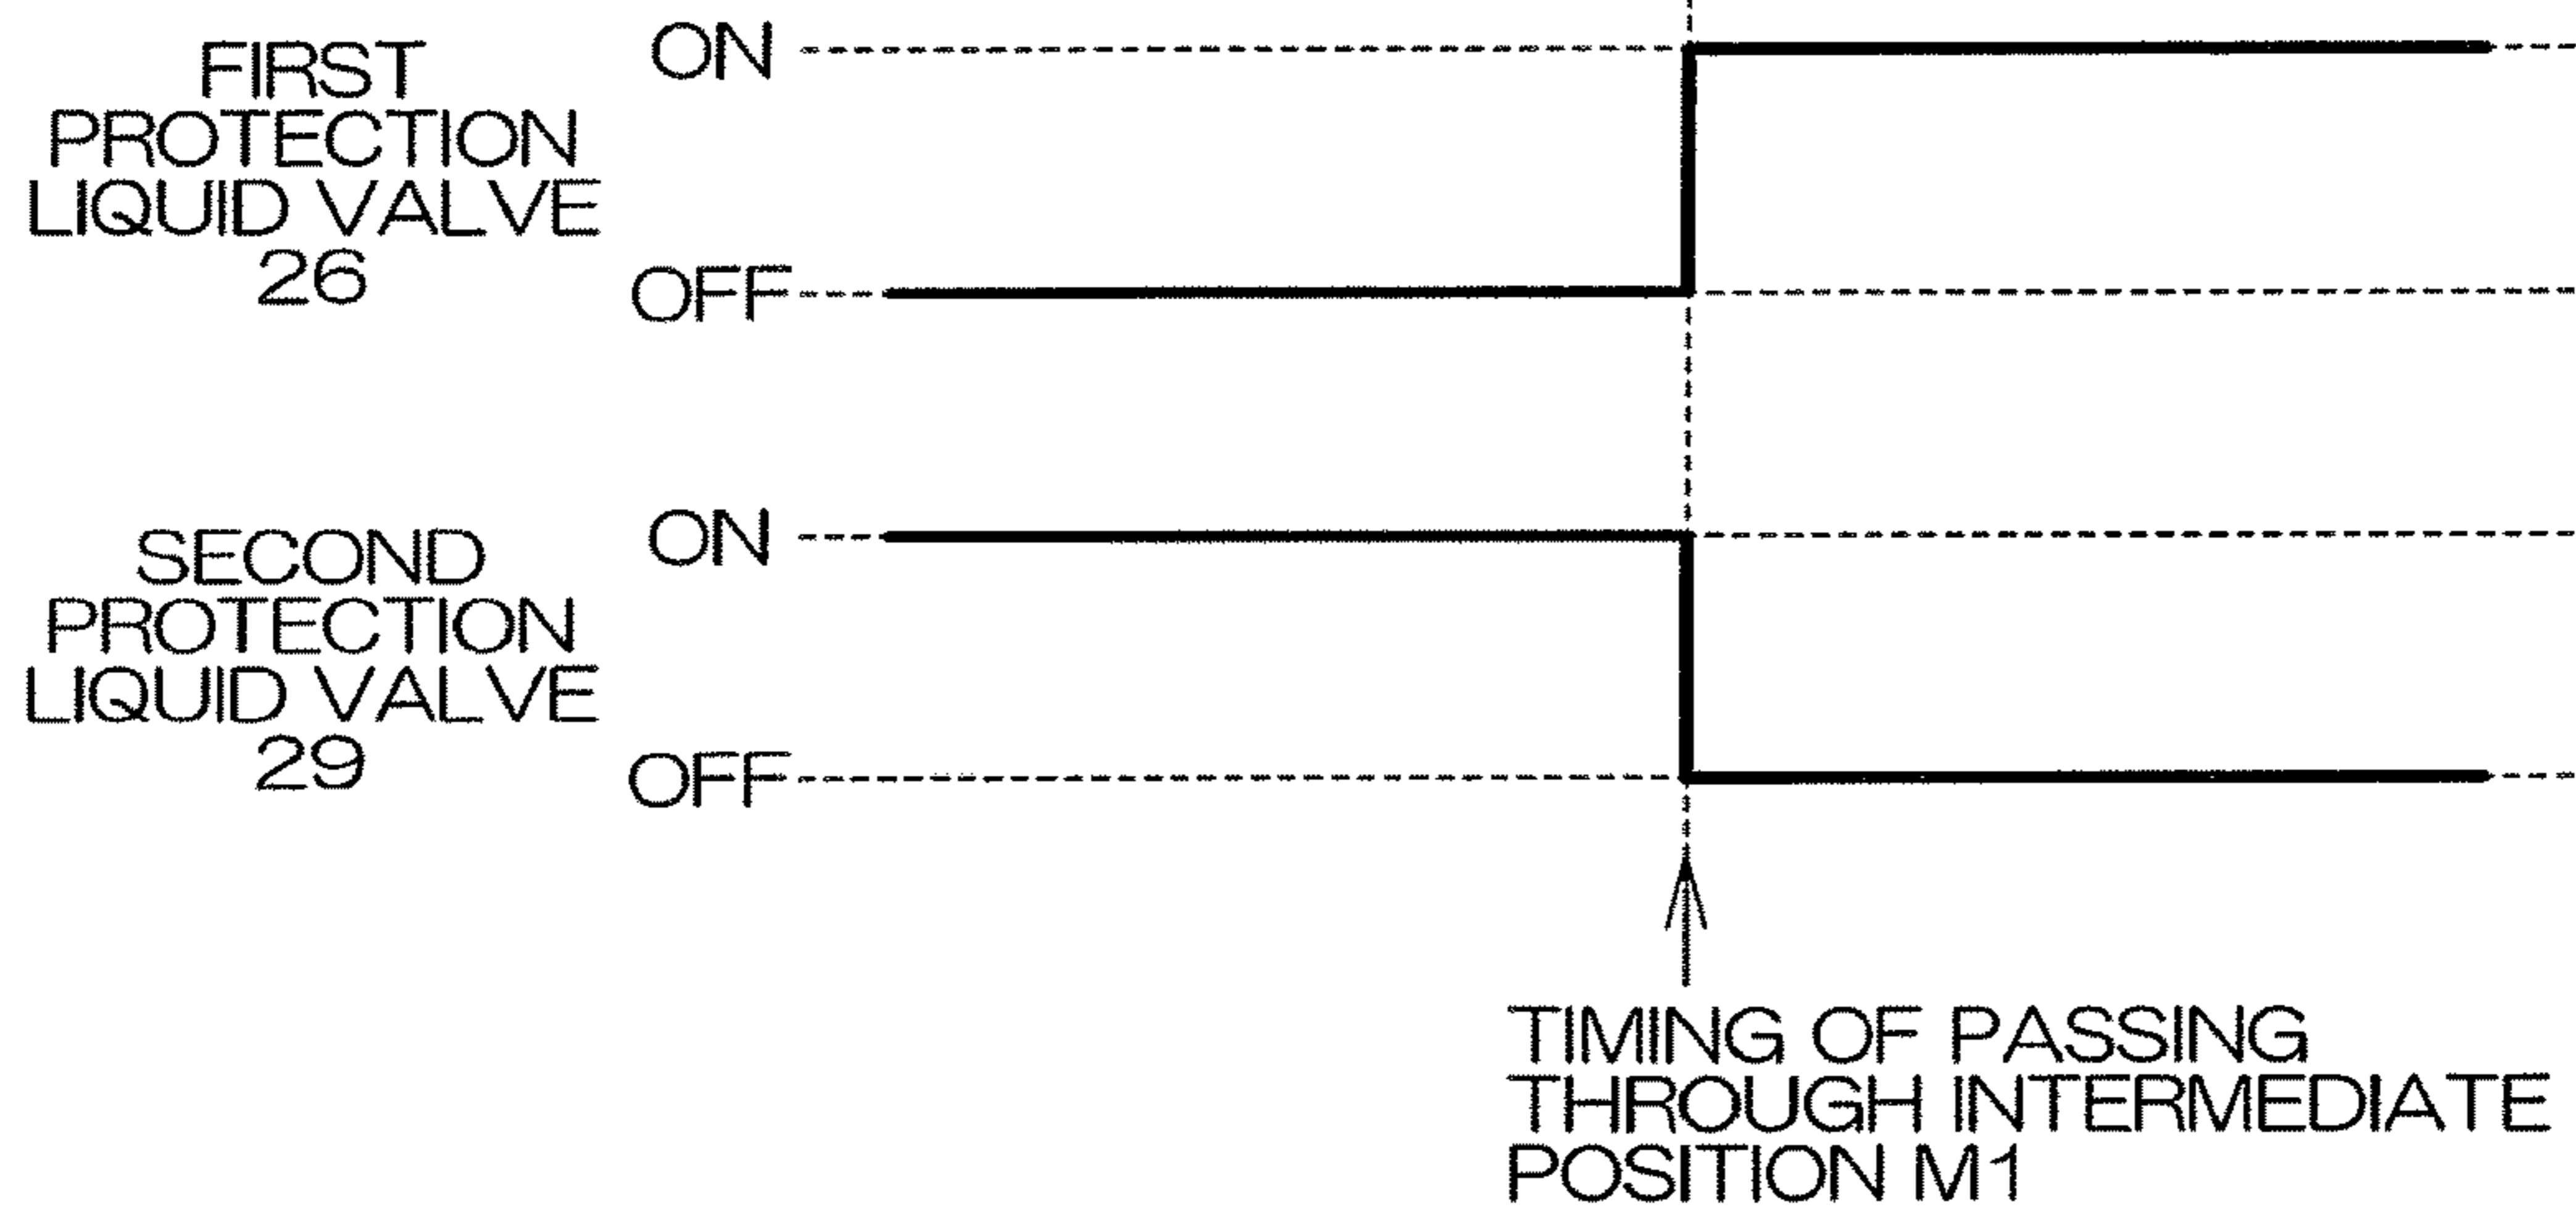 FIRST
PROTECTION
LIQUID VALVE
26
ON
OFF
SECOND
PROTECTION
LIQUID VALVE
29
ON
OFF
TIMING OF PASSING
THROUGH INTERMEDIATE
POSITION M1